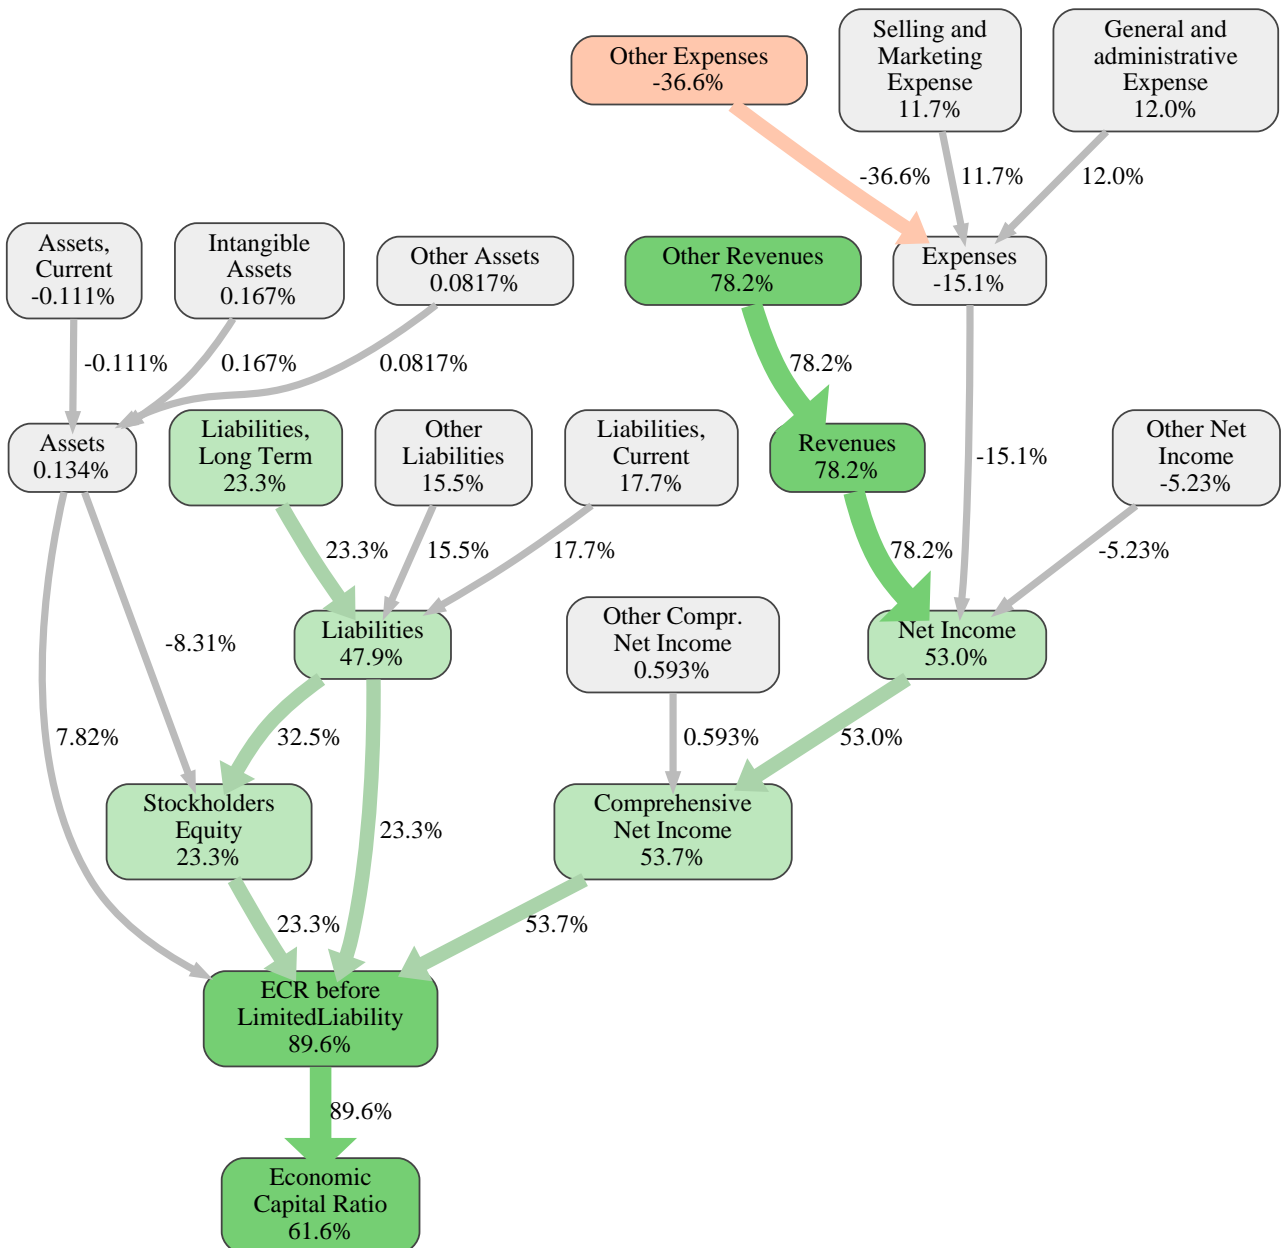 Other Expenses
-36.6%
Selling and
Marketing
Expense
11.7%
General and
administrative
Expense
12.0%
-36.6%
11.7%
12.0%
Assets,
Current
-0.111%
Intangible
Assets
0.167%
Other Assets
0.0817%
Other Revenues
78.2%
Expenses
-15.1%
-0.111%
0.167%
0.0817%
78.2%
Assets
0.134%
Liabilities,
Long Term
23.3%
Other
Liabilities
15.5%
Liabilities,
Current
17.7%
Revenues
78.2%
-15.1%
Other Net
Income
-5.23%
23.3%
15.5%
17.7%
78.2%
-5.23%
-8.31%
Liabilities
47.9%
Other Compr.
Net Income
0.593%
Net Income
53.0%
7.82%
32.5%
0.593%
53.0%
Stockholders
Equity
23.3%
23.3%
Comprehensive
Net Income
53.7%
23.3%
53.7%
ECR before
LimitedLiability
89.6%
89.6%
Economic
Capital Ratio
61.6%